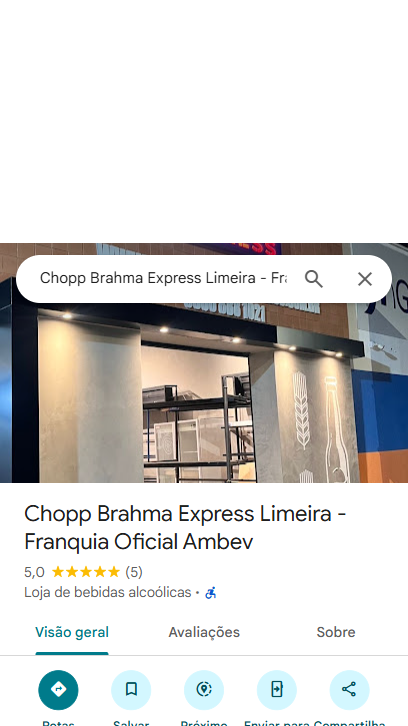 Chopp Brahma Express Limeira - Fra
Chopp Brahma Express Limeira -
Franquia Oficial Ambev
5,0 (5)
Loja de bebidas alcoólicas ·
Visão geral Avaliações Sobre
Rotas Salvar Próximo Enviar para Compartilha